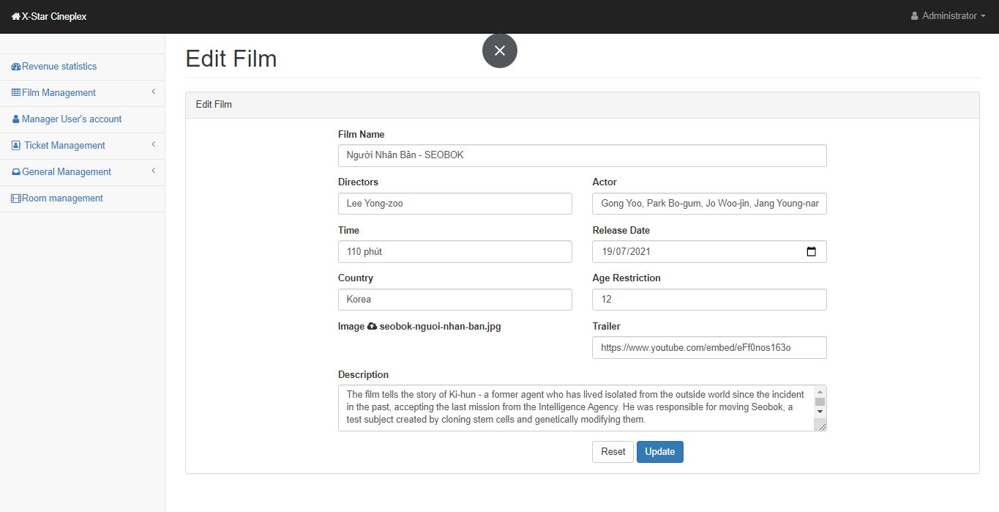 X-Star Cineplex
Administrator
Revenue statistics
Film Management
Manager User's account
Ticket Management
General Management
Room management
Edit Film
Edit Film
Film Name
Người Nhân Bản - SEOBOK
Directors
Actor
Lee Yong-zoo
Gong Yoo, Park Bo-gum, Jo Woo-jin, Jang Young-nar
Time
Release Date
110 phút
19/07/2021
Country
Age Restriction
Korea
12
Image seobok-nguoi-nhan-ban.jpg
Trailer
https://www.youtube.com/embed/eFf0nos163o
Description
The film tells the story of Ki-hun - a former agent who has lived isolated from the outside world since the incident
in the past, accepting the last mission from the Intelligence Agency. He was responsible for moving Seobok, a
test subject created by cloning stem cells and genetically modifying them.
Reset
Update